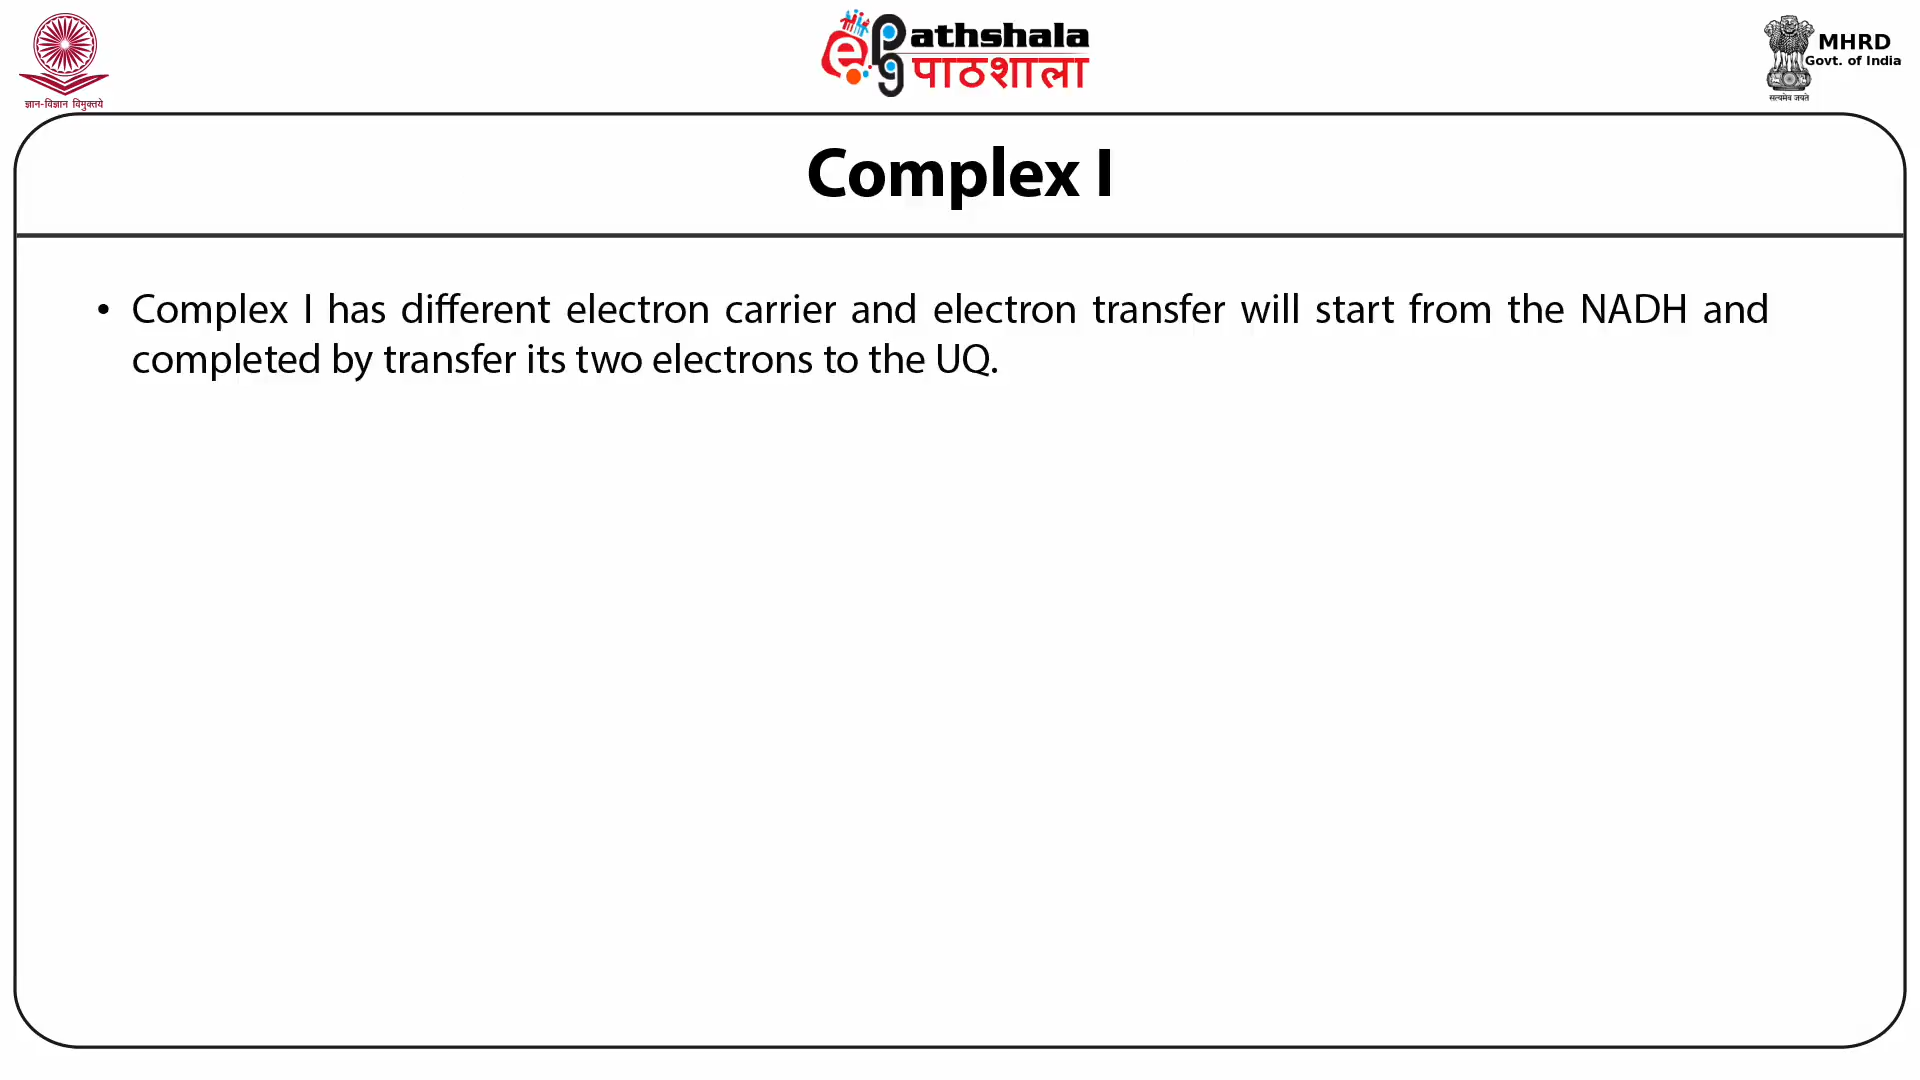 ज्ञान-विज्ञान विमुक्तये
ePathshala
पाठशाला
MHRD
Govt. of India
सत्यमेव जयते
Complex I
• Complex I has different electron carrier and electron transfer will start from the NADH and
completed by transfer its two electrons to the UQ.